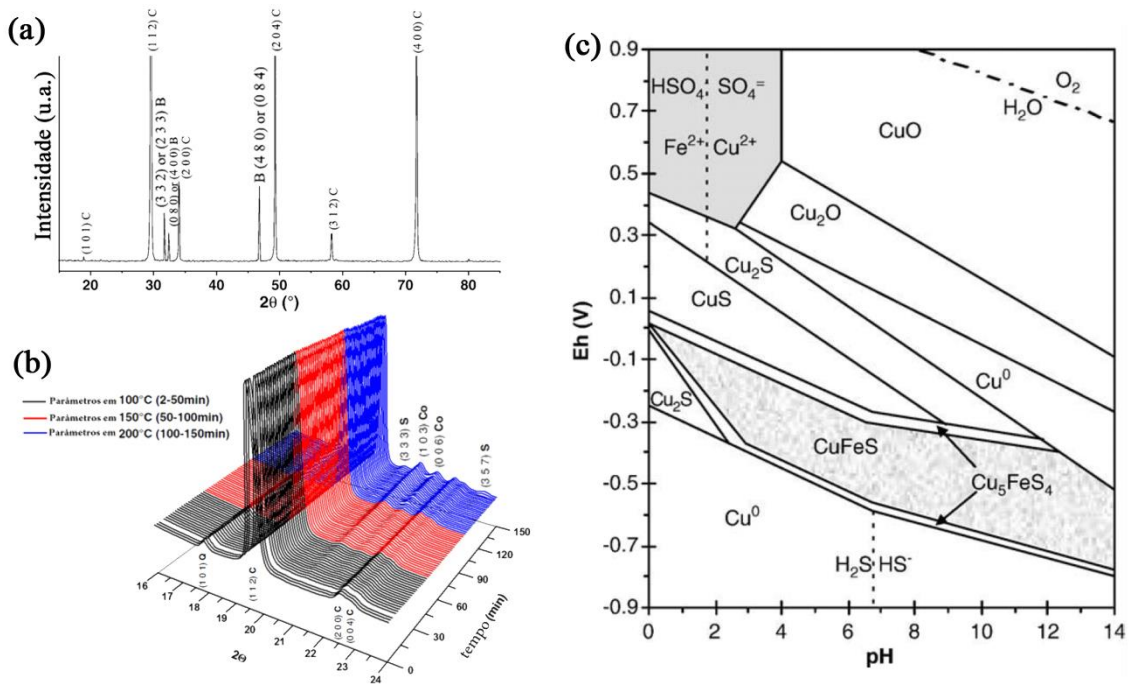 (a)
Intensidade (u.a.)
(1 0 1) C
(1 1 2) C
(3 3 2) or (2 3 3) B
(0 8 0) or (4 0 0) B
(2 0 0) C
B (4 8 0) or (0 8 4)
(2 0 4) C
(3 1 2) C
(4 0 0) C
20 30 40 50 60 70 80
2θ (°)
(b)
Parâmetros em 100°C (2-50min)
Parâmetros em 150°C (50-100min)
Parâmetros em 200°C (100-150min)
(3 3 3) S
(1 0 3) Co
(0 0 6) Co
(3 5 7) S
(1 0 1) Q
(1 1 2) C
(2 0 0) C
(0 0 4) C
16 17 18 19 20 21 22 23 24
2Θ
0 30 60 90 120 150
tempo (min)
(c)
Eh (V)
0.9
0.7
0.5
0.3
0.1
-0.1
-0.3
-0.5
-0.7
-0.9
HSO₄⁻ SO₄⁼
Fe²⁺ Cu²⁺
O₂
H₂O
CuO
Cu₂O
Cu₂S
CuS
Cu⁰
Cu₂S
CuFeS
Cu₅FeS₄
Cu⁰
H₂S HS⁻
0 2 4 6 8 10 12 14
pH